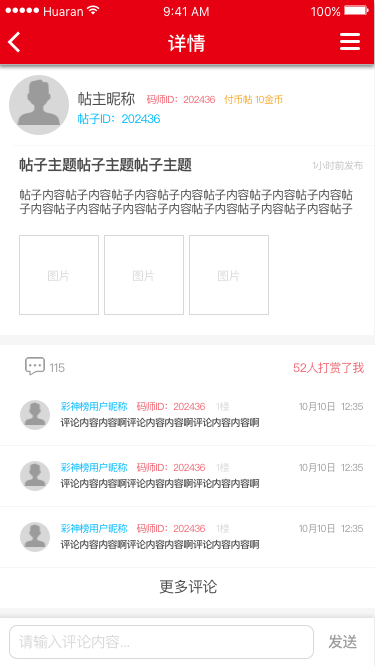 Huaran 9:41 AM 100%
详情
帖主昵称 码师ID：202436 付币帖 10金币
帖子ID：202436
帖子主题帖子主题帖子主题 1小时前发布
帖子内容帖子内容帖子内容帖子内容帖子内容帖子内容帖子内容帖
子内容帖子内容帖子内容帖子内容帖子内容帖子内容帖子内容帖子
图片 图片 图片
115 52人打赏了我
彩神榜用户昵称 码师ID：202436 1楼 10月10日 12:35
评论内容内容啊评论内容内容啊评论内容内容啊
彩神榜用户昵称 码师ID：202436 1楼 10月10日 12:35
评论内容内容啊评论内容内容啊评论内容内容啊
彩神榜用户昵称 码师ID：202436 1楼 10月10日 12:35
评论内容内容啊评论内容内容啊评论内容内容啊
更多评论
请输入评论内容... 发送